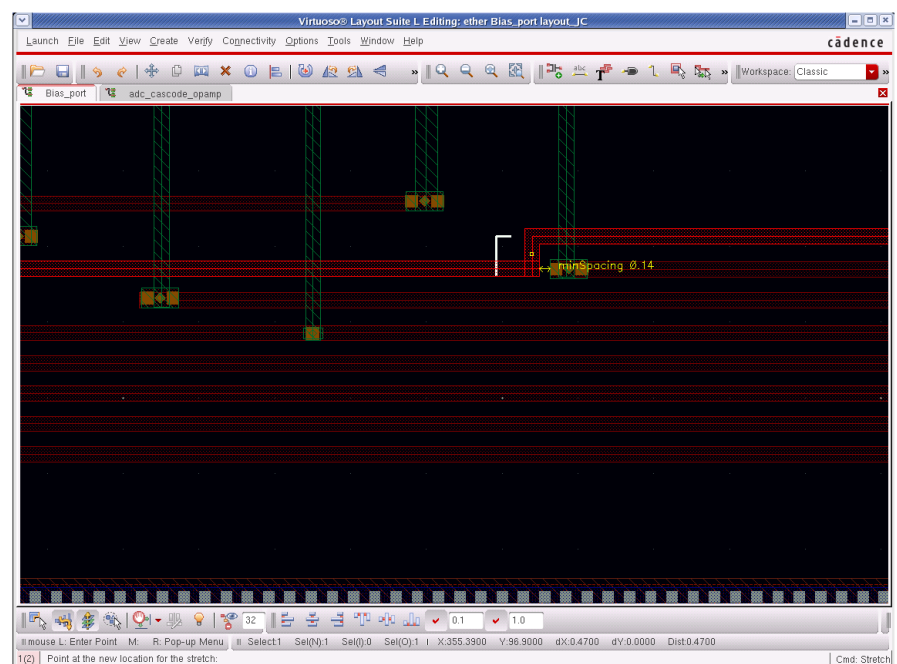 Virtuoso® Layout Suite L Editing: ether Bias_port layout_JC
Launch File Edit View Create Verify Connectivity Options Tools Window Help
cādence
» » abc » Workspace: Classic »
Bias_port adc_cascode_opamp
minSpacing 0.14
32 0.1 1.0
mouse L: Enter Point M: R: Pop-up Menu Select:1 Sel(N):1 Sel(I):0 Sel(O):1 X:355.3900 Y:96.9000 dX:0.4700 dY:0.0000 Dist:0.4700
1(2) Point at the new location for the stretch: Cmd: Stretch